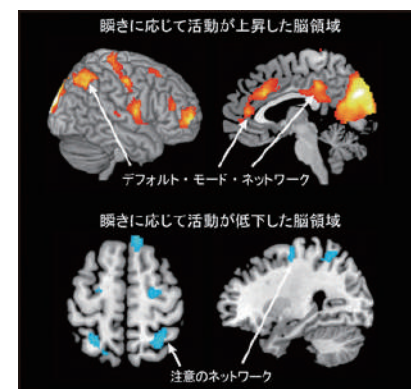 瞬きに応じて活動が上昇した脳領域
デフォルト・モード・ネットワーク
瞬きに応じて活動が低下した脳領域
注意のネットワーク